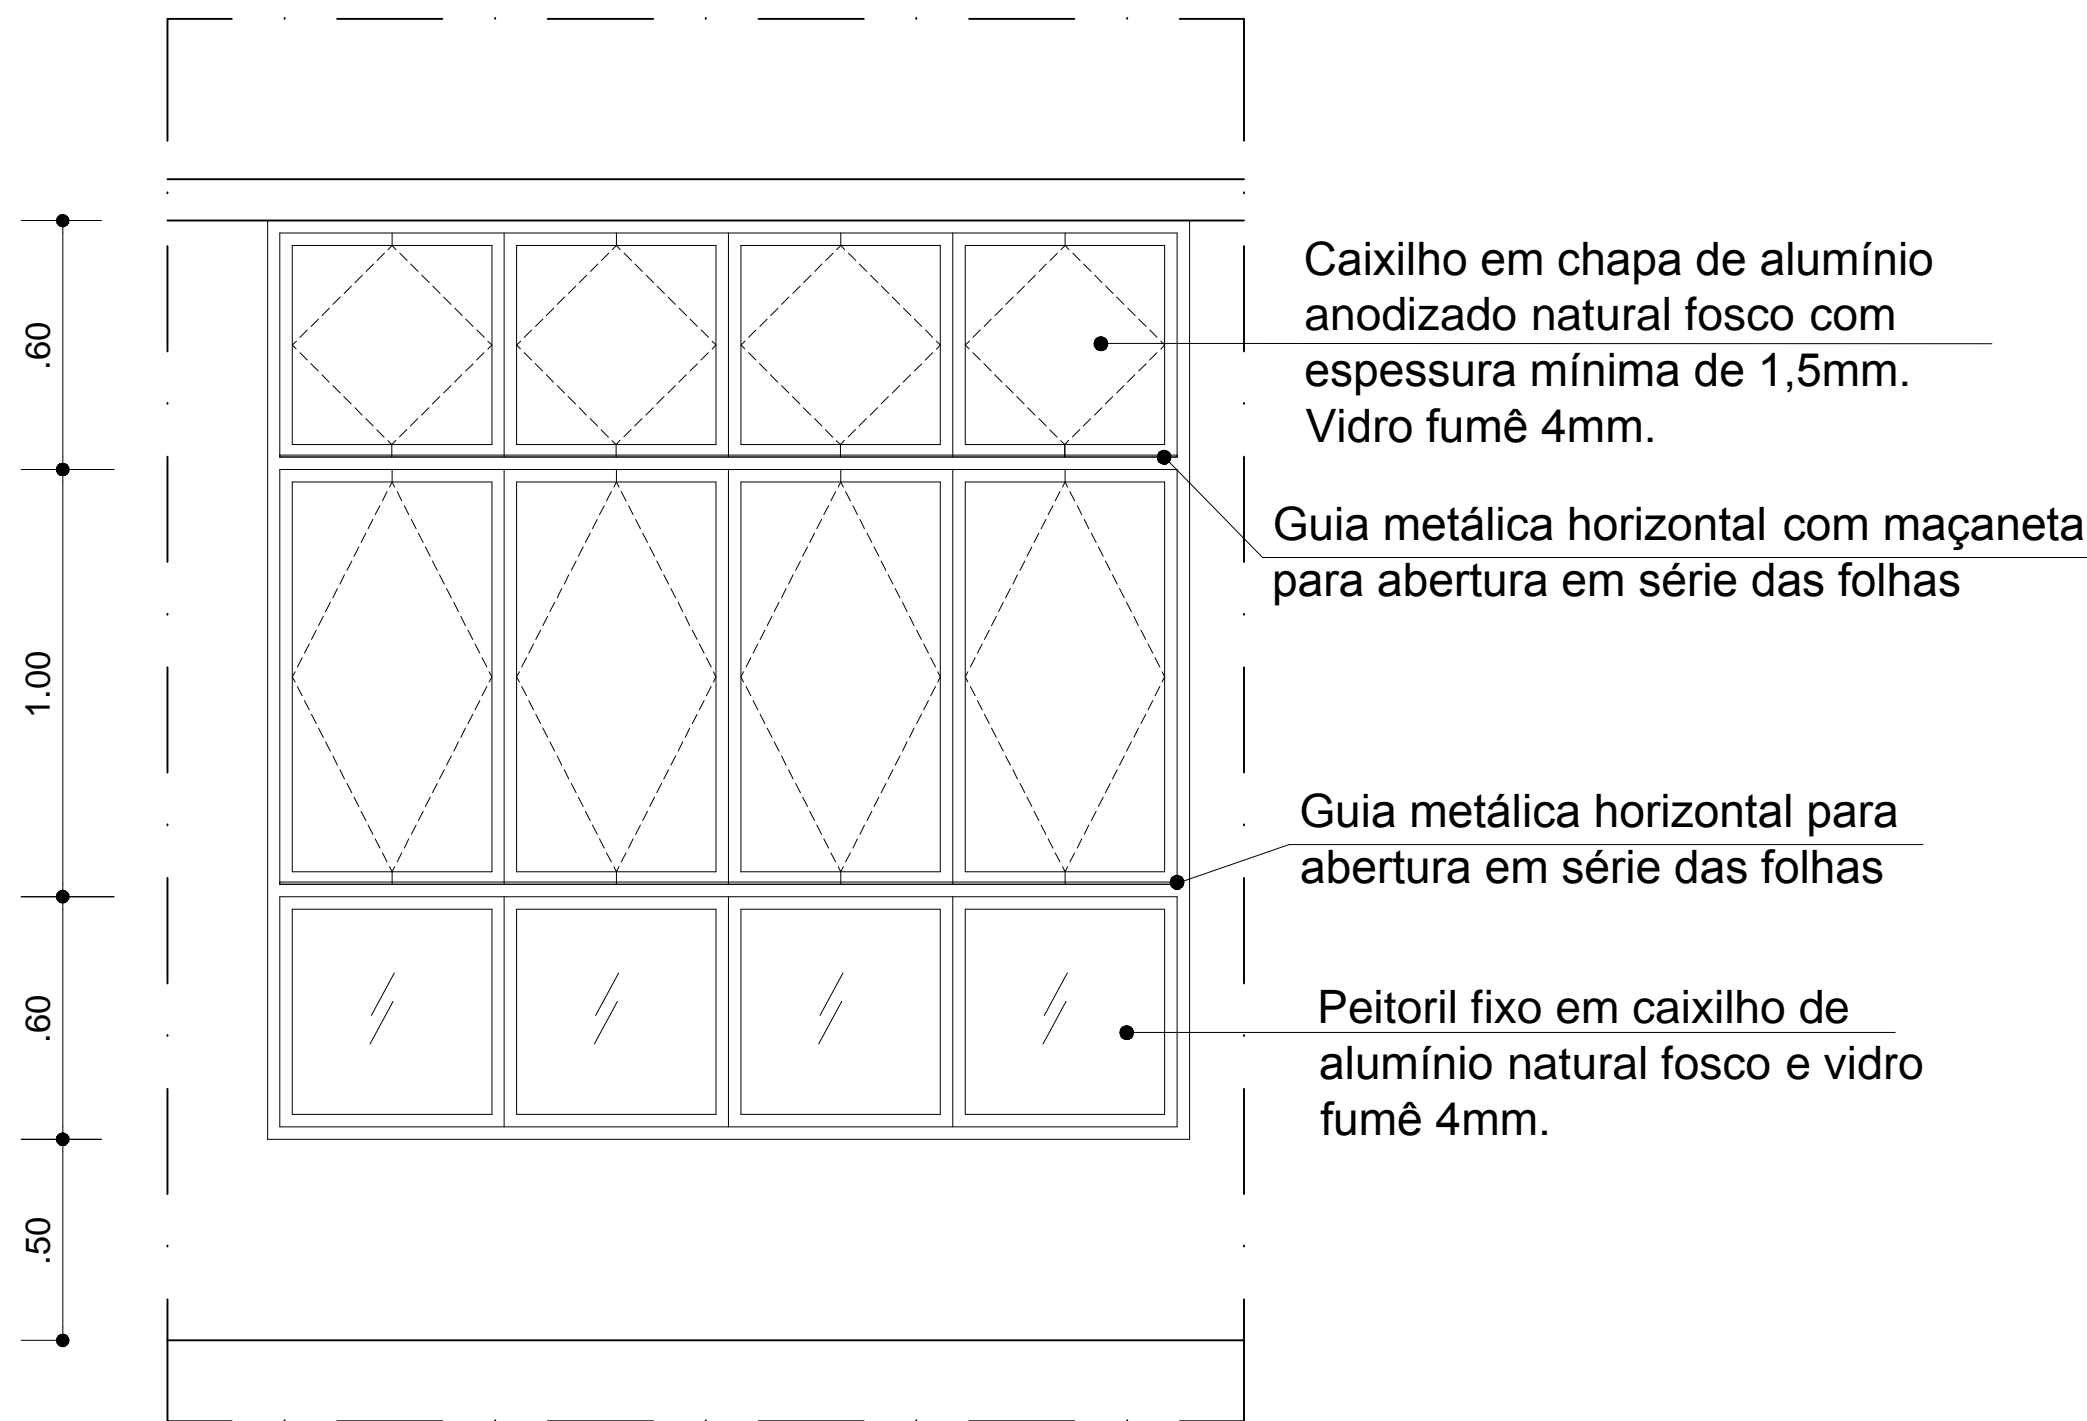 Caixilho em chapa de alumínio
anodizado natural fosco com
espessura mínima de 1,5mm.
Vidro fumê 4mm.
Guia metálica horizontal com maçaneta
para abertura em série das folhas
Guia metálica horizontal para
abertura em série das folhas
Peitoril fixo em caixilho de
alumínio natural fosco e vidro
fumê 4mm.
.60
1.00
.60
.50